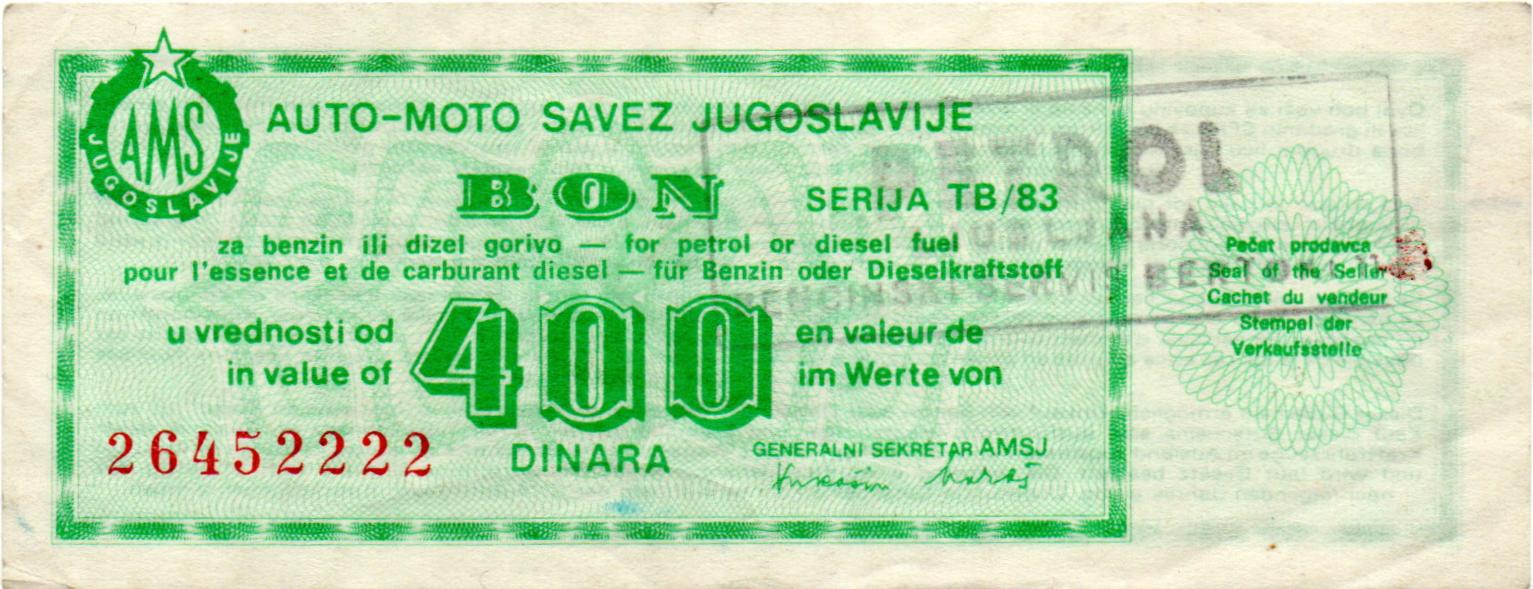 AMS
JUGOSLAVIJE
AUTO-MOTO SAVEZ JUGOSLAVIJE
BON
SERIJA TB/83
za benzin ili dizel gorivo — for petrol or diesel fuel
pour l'essence et de carburant diesel — für Benzin oder Dieselkraftstoff
u vrednosti od
in value of
400
en valeur de
im Werte von
26452222
DINARA
GENERALNI SEKRETAR AMSJ
PETROL
LJUBLJANA
BENCINSKI SERVIS
Pečat prodavca
Seal of the Seller
Cachet du vendeur
Stempel der
Verkaufsstelle